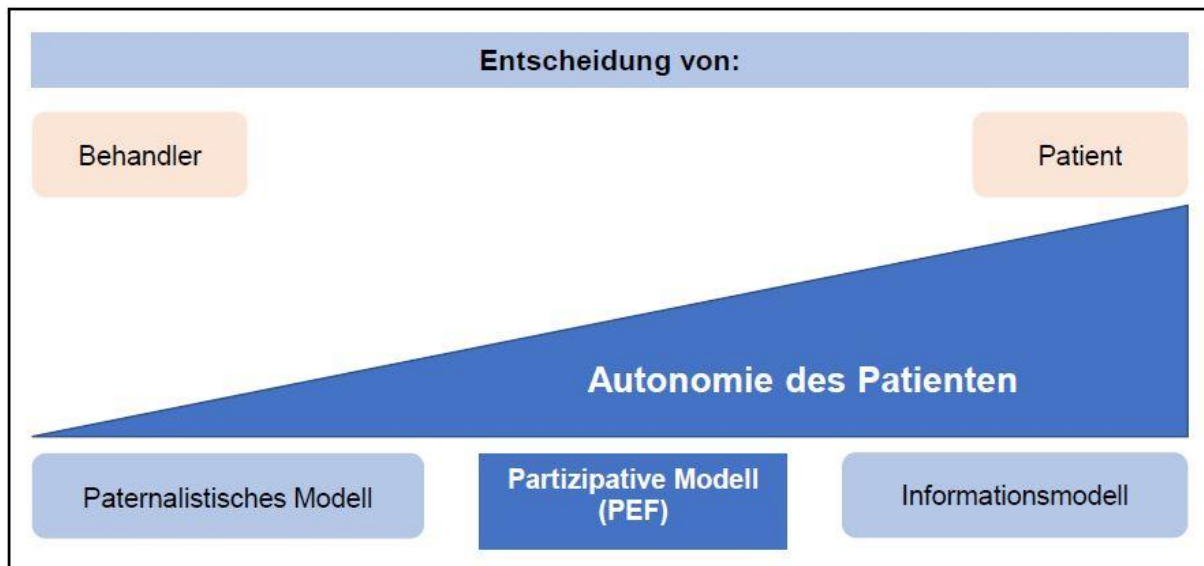 Entscheidung von:
Behandler
Patient
Autonomie des Patienten
Paternalistisches Modell
Partizipative Modell
(PEF)
Informationsmodell